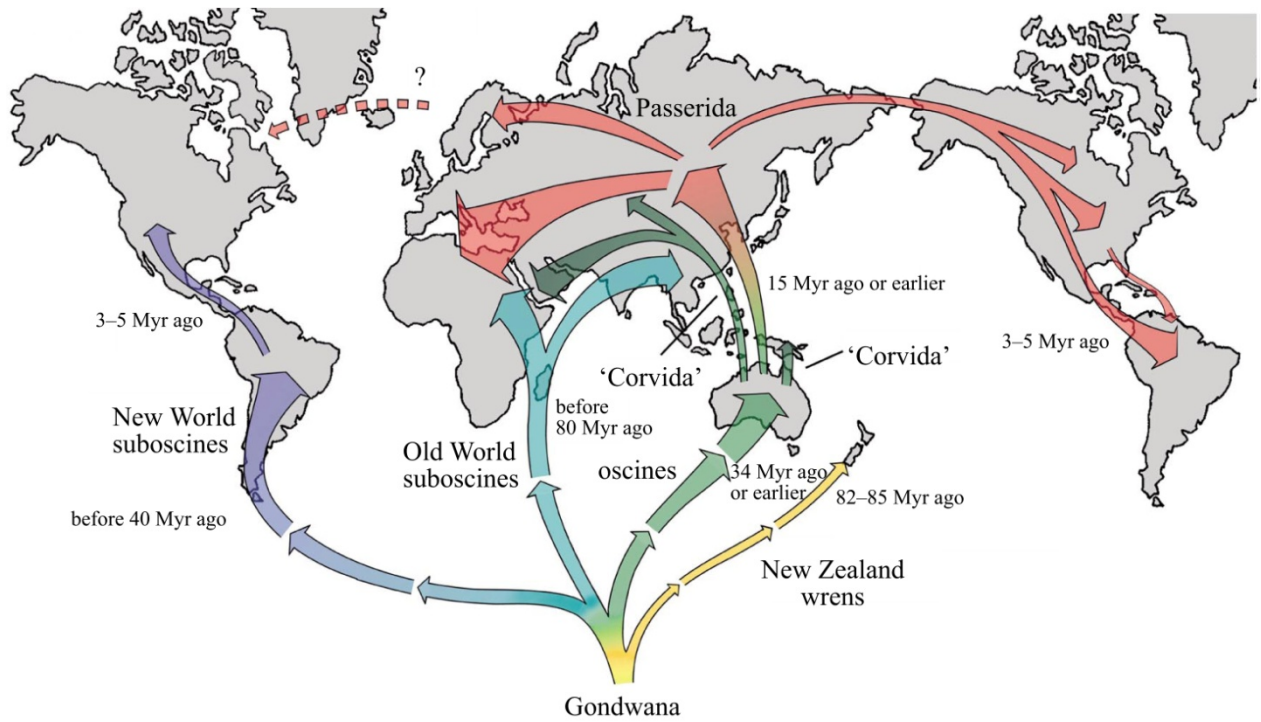 ?
Passerida
15 Myr ago or earlier
3–5 Myr ago
3–5 Myr ago
‘Corvida’
‘Corvida’
New World
suboscines
before
80 Myr ago
Old World
suboscines
oscines
34 Myr ago
or earlier
82–85 Myr ago
before 40 Myr ago
New Zealand
wrens
Gondwana